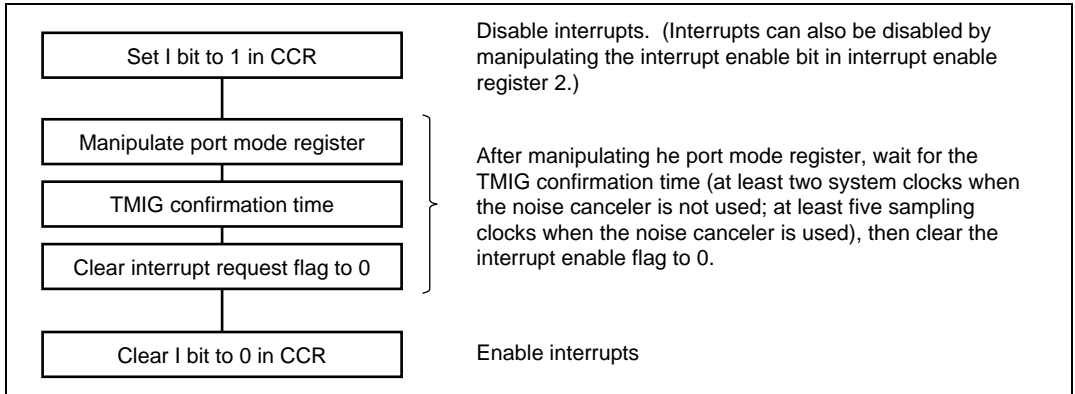 Set I bit to 1 in CCR
Disable interrupts. (Interrupts can also be disabled by
manipulating the interrupt enable bit in interrupt enable
register 2.)
Manipulate port mode register
TMIG confirmation time
Clear interrupt request flag to 0
After manipulating he port mode register, wait for the
TMIG confirmation time (at least two system clocks when
the noise canceler is not used; at least five sampling
clocks when the noise canceler is used), then clear the
interrupt enable flag to 0.
Clear I bit to 0 in CCR
Enable interrupts